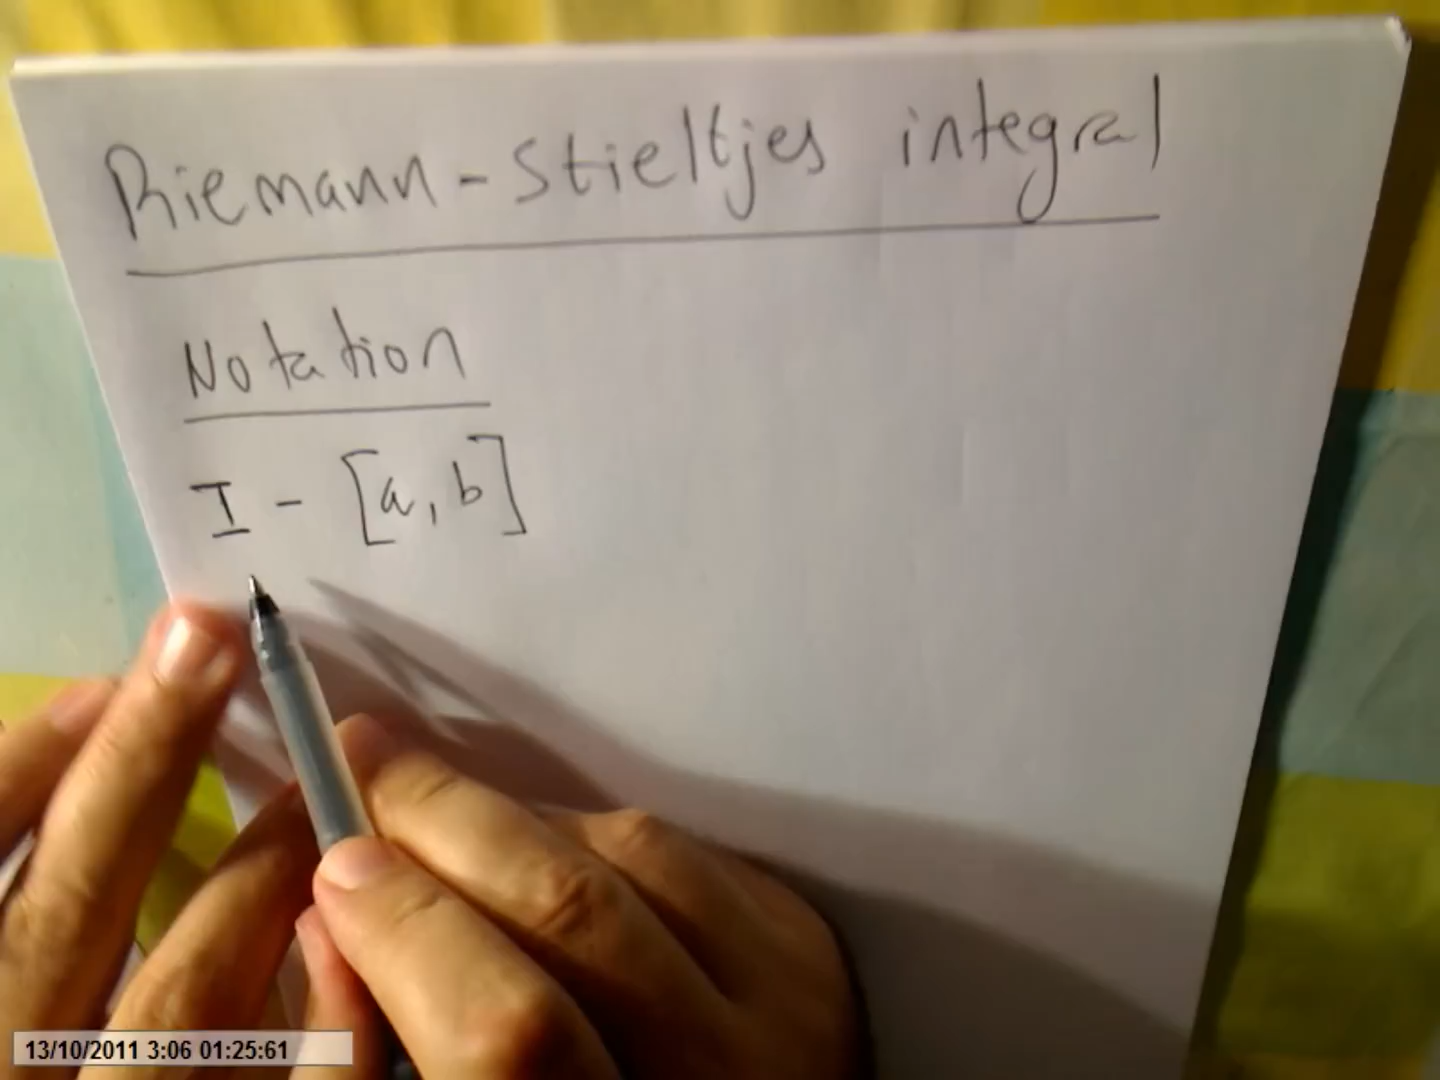 Riemann - Stieltjes integral
Notation
I - [a, b]
13/10/2011 3:06 01:25:61